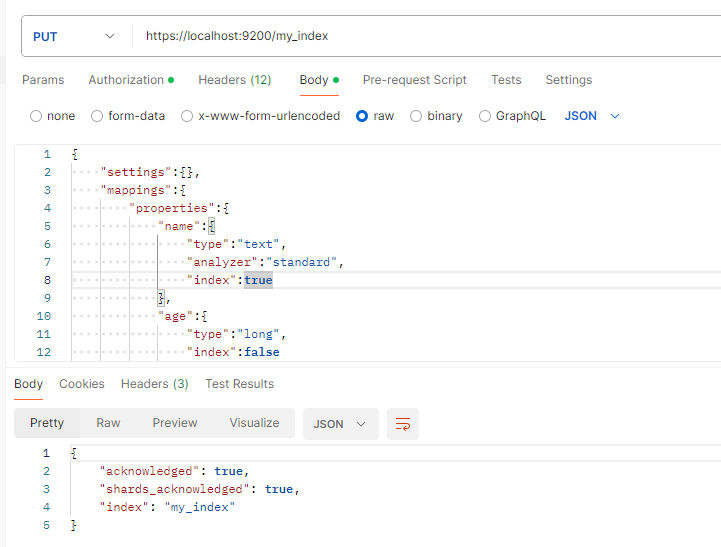 PUT https://localhost:9200/my_index
Params Authorization Headers (12) Body Pre-request Script Tests Settings
none form-data x-www-form-urlencoded raw binary GraphQL JSON
1 {
2 "settings":{},
3 "mappings":{
4 "properties":{
5 "name":{
6 "type":"text",
7 "analyzer":"standard",
8 "index":true
9 },
10 "age":{
11 "type":"long",
12 "index":false
Body Cookies Headers (3) Test Results
Pretty Raw Preview Visualize JSON
1 {
2 "acknowledged": true,
3 "shards_acknowledged": true,
4 "index": "my_index"
5 }